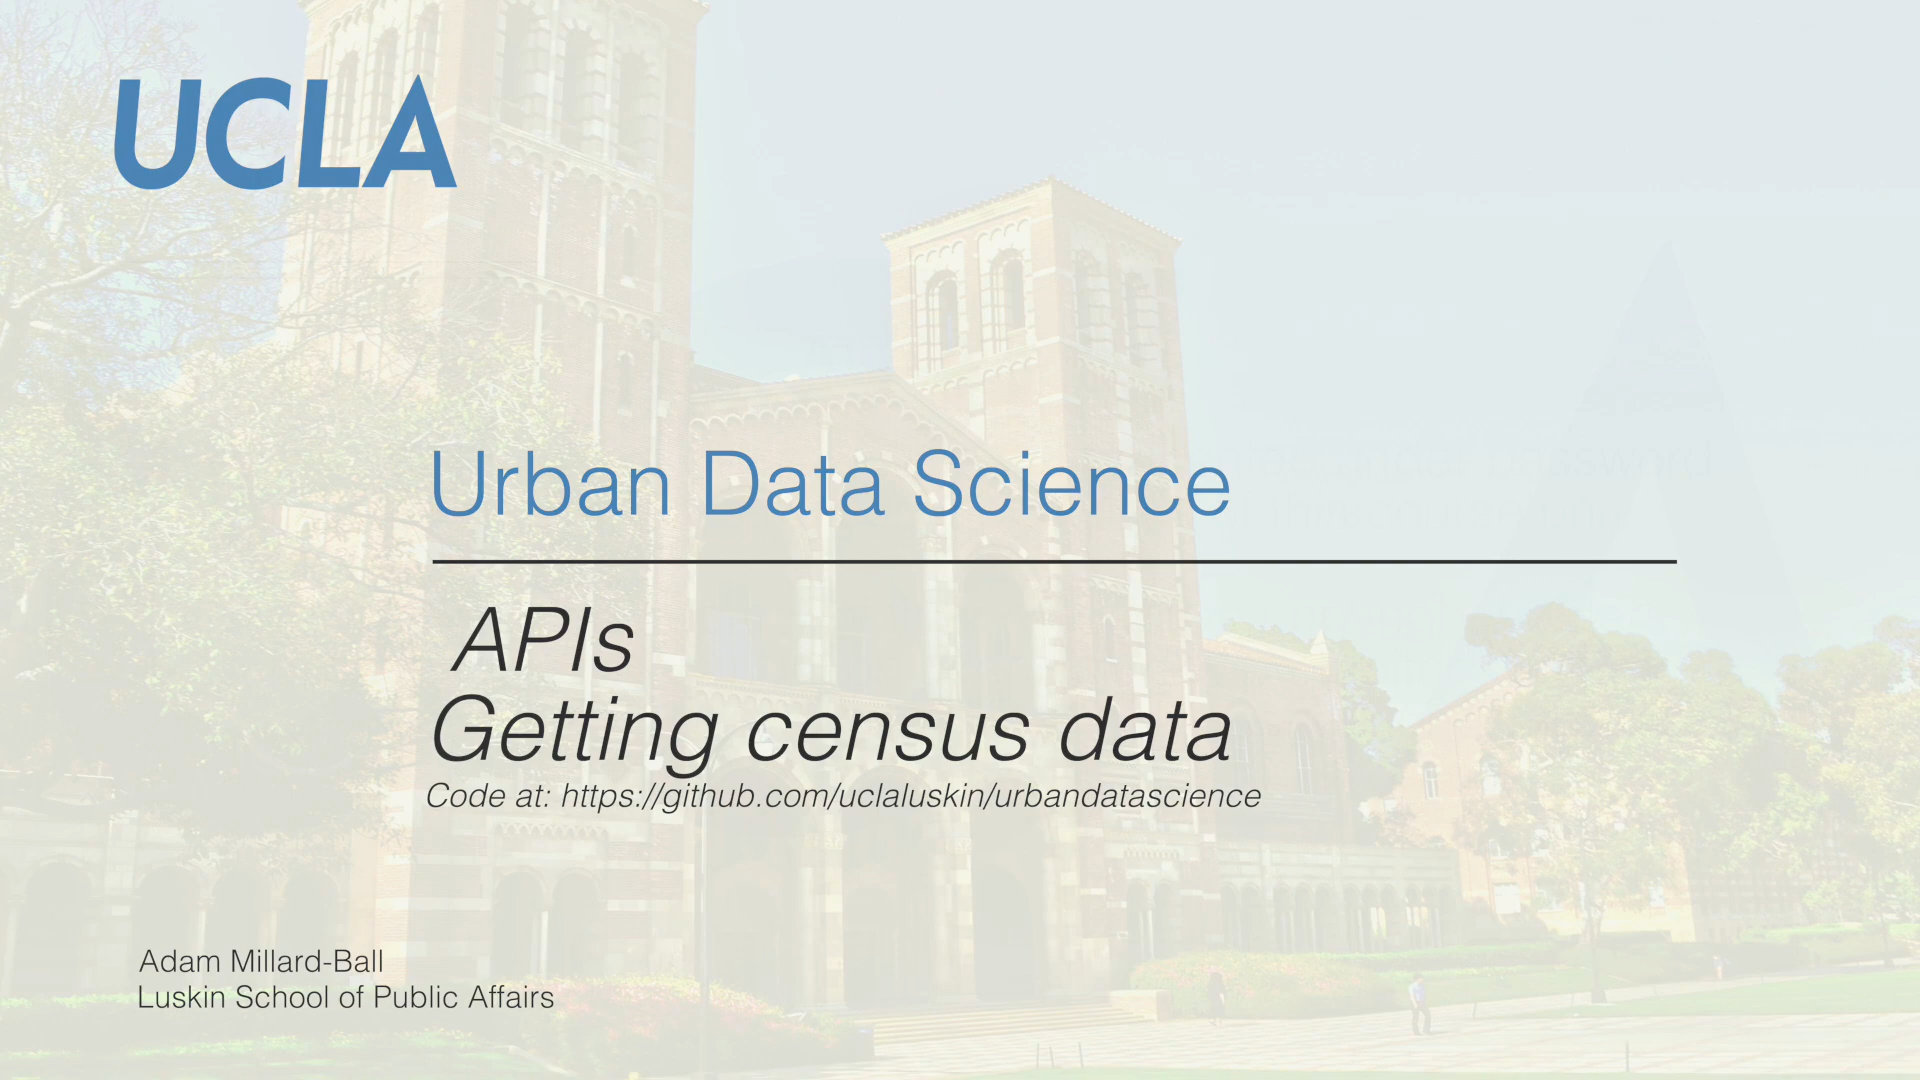 UCLA
Urban Data Science
APIs
Getting census data
Code at: https://github.com/uclaluskin/urbandatascience
Adam Millard-Ball
Luskin School of Public Affairs